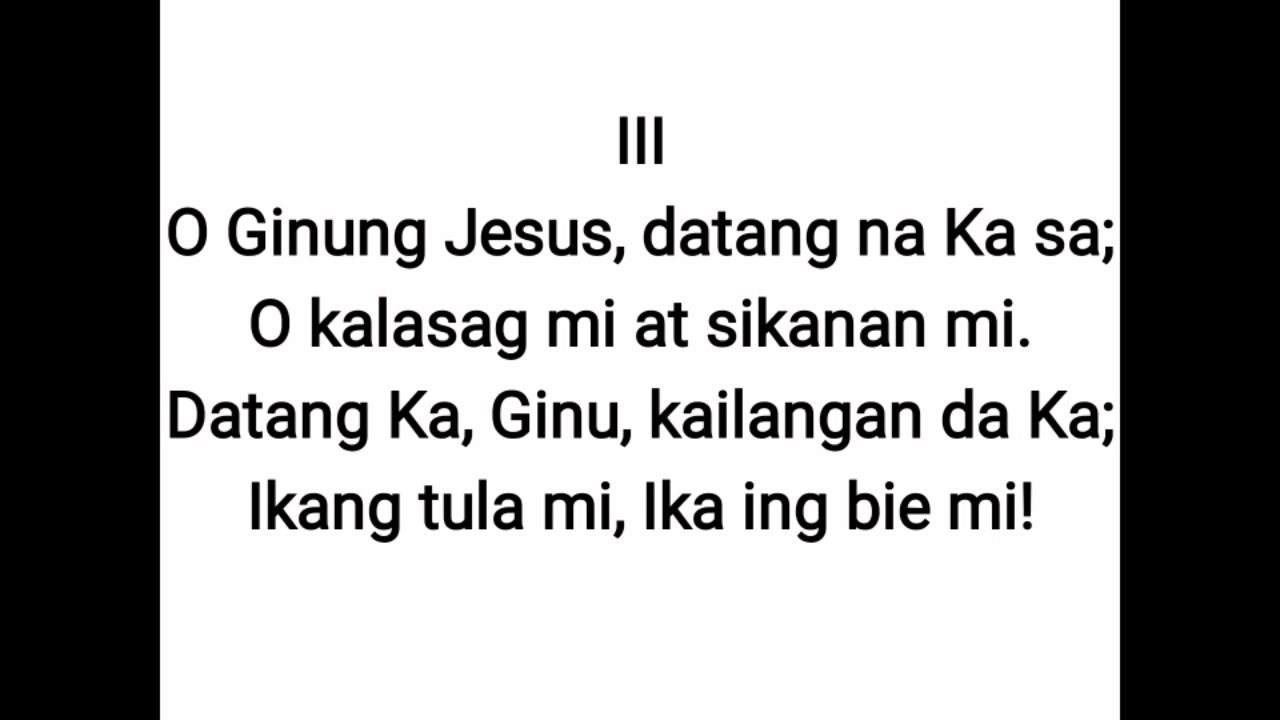 III
O Ginung Jesus, datang na Ka sa;
O kalasag mi at sikanan mi.
Datang Ka, Ginu, kailangan da Ka;
Ikang tula mi, Ika ing bie mi!